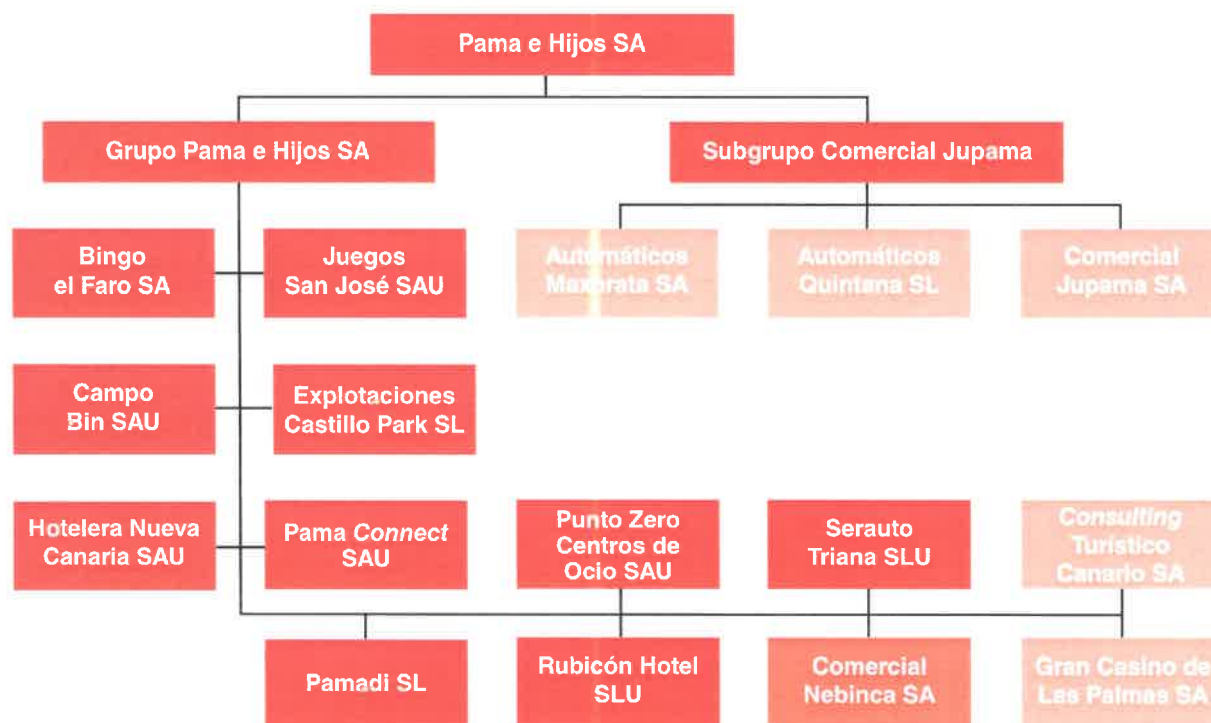 Pama e Hijos SA
Grupo Pama e Hijos SA
Subgrupo Comercial Jupama
Bingo
el Faro SA
Juegos
San José SAU
Automáticos
Maxorata SA
Automáticos
Quintana SL
Comercial
Jupama SA
Campo
Bin SAU
Explotaciones
Castillo Park SL
Hotelera Nueva
Canaria SAU
Pama Connect
SAU
Punto Zero
Centros de
Ocio SAU
Serauto
Triana SLU
Consulting
Turístico
Canario SA
Pamadi SL
Rubicón Hotel
SLU
Comercial
Nebinca SA
Gran Casino de
Las Palmas SA